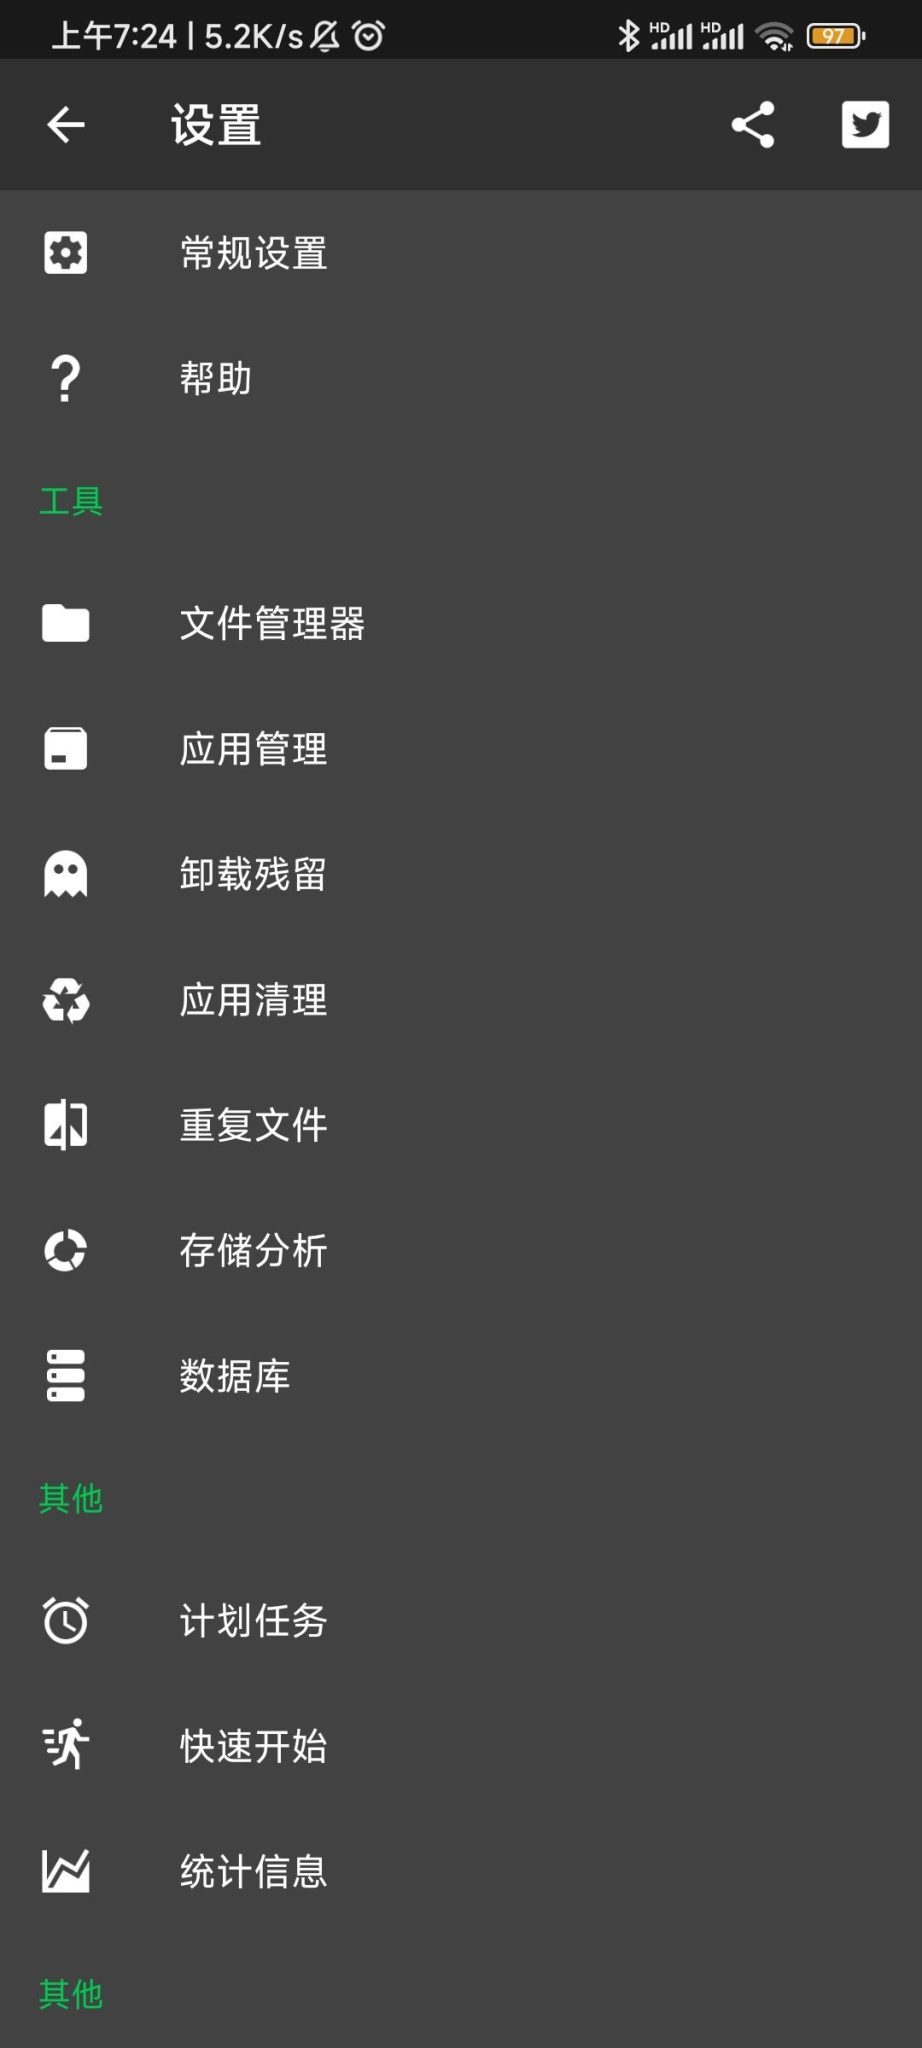 上午7:24 | 5.2K/s
HD HD 97
设置
常规设置
帮助
工具
文件管理器
应用管理
卸载残留
应用清理
重复文件
存储分析
数据库
其他
计划任务
快速开始
统计信息
其他